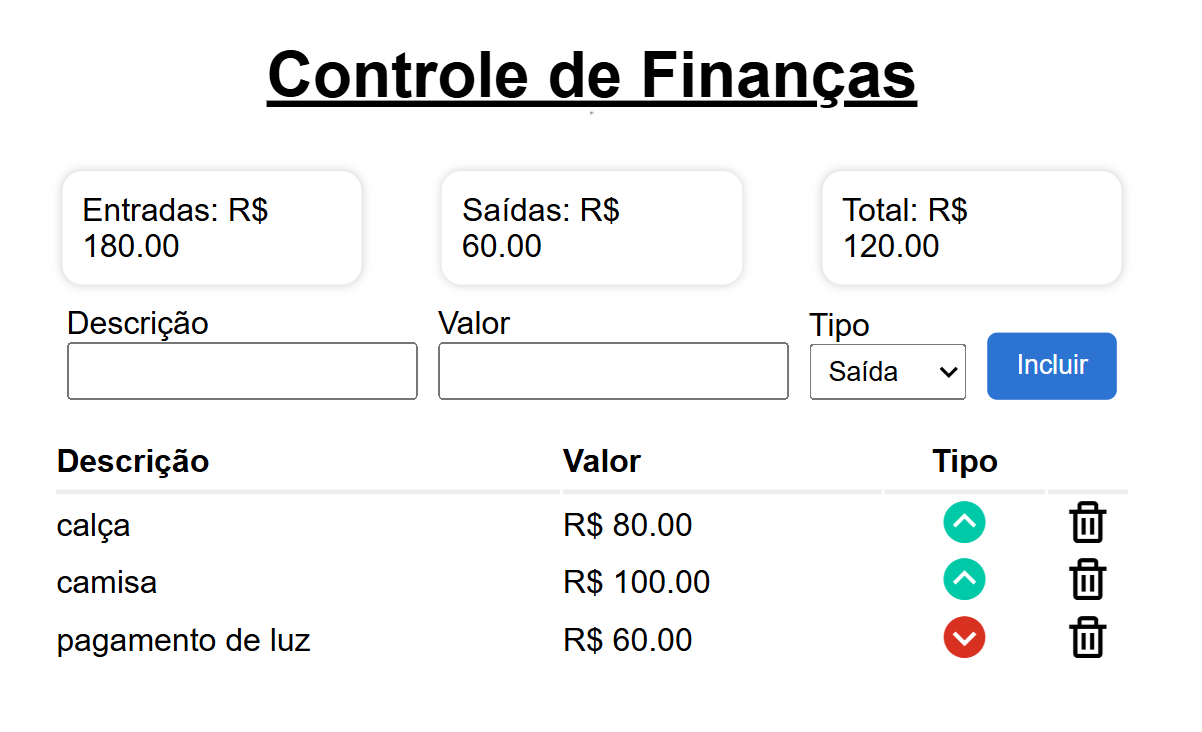 Controle de Finanças
Entradas: R$
180.00
Saídas: R$
60.00
Total: R$
120.00
Descrição
Valor
Tipo
Saída
Incluir
Descrição Valor Tipo
calça R$ 80.00
camisa R$ 100.00
pagamento de luz R$ 60.00